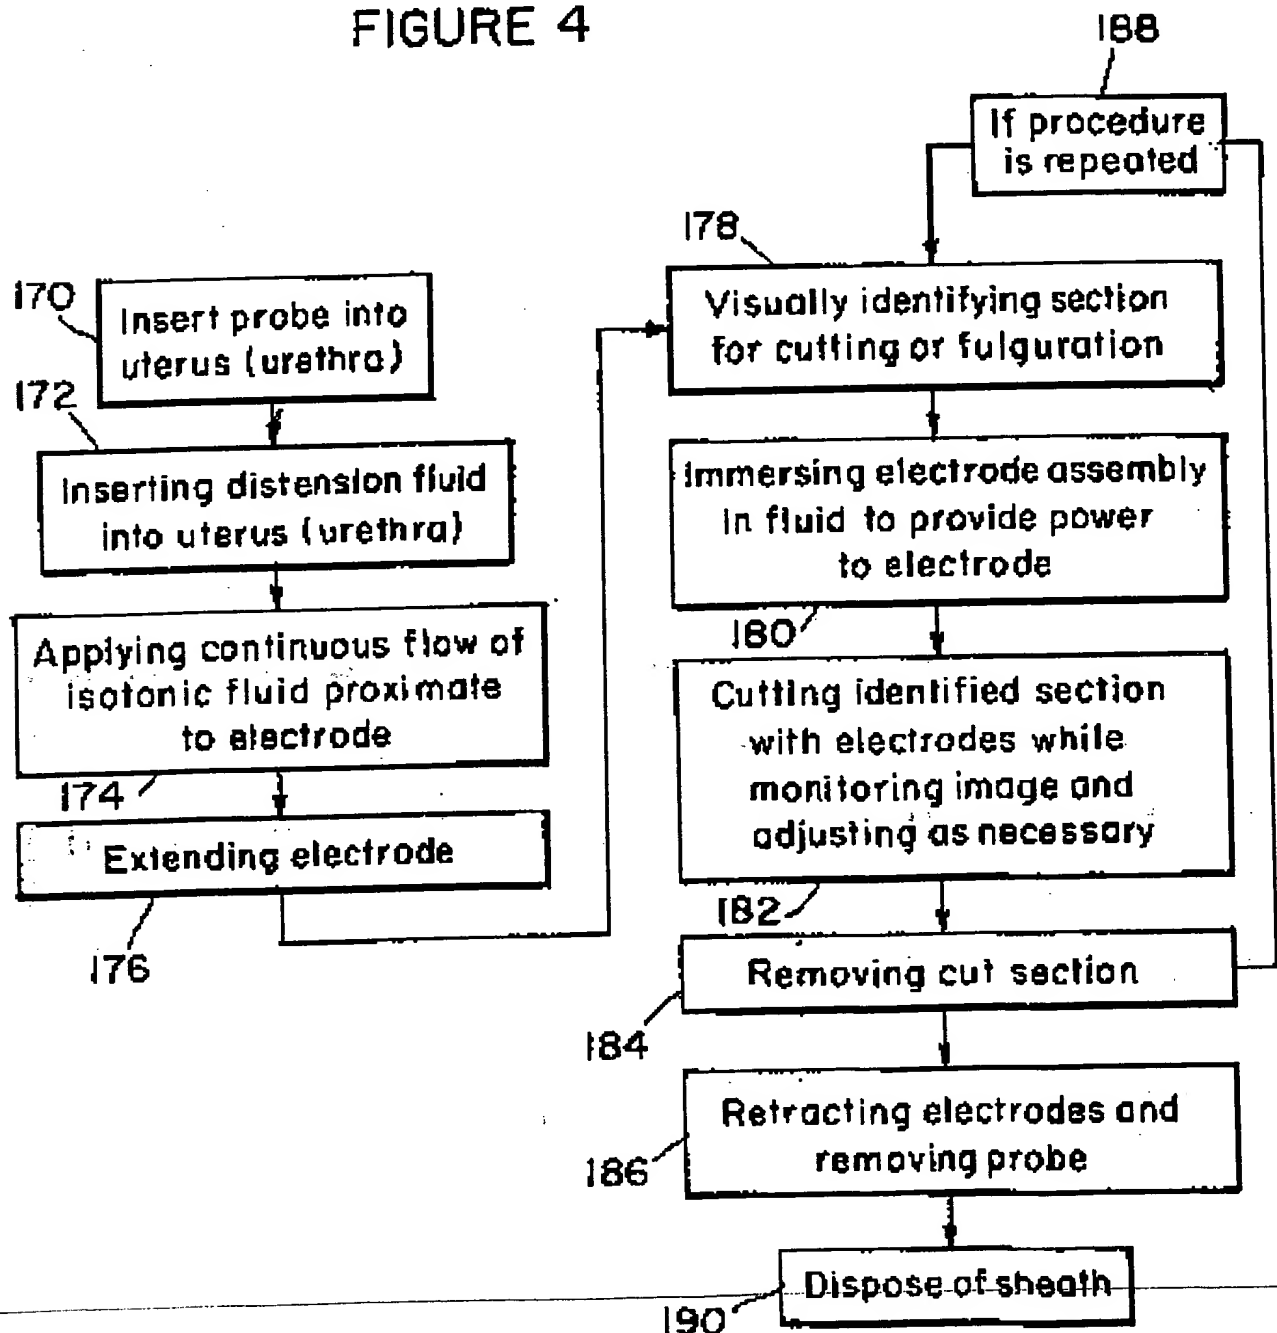 FIGURE 4
170
Insert probe into
uterus (urethra)
172
Inserting distension fluid
into uterus (urethra)
Applying continuous flow of
isotonic fluid proximate
to electrode
174
Extending electrode
176
188
If procedure
is repeated
178
Visually identifying section
for cutting or fulguration
Immersing electrode assembly
in fluid to provide power
to electrode
180
Cutting identified section
with electrodes while
monitoring image and
adjusting as necessary
182
Removing cut section
184
Retracting electrodes and
removing probe
186
Dispose of sheath
190